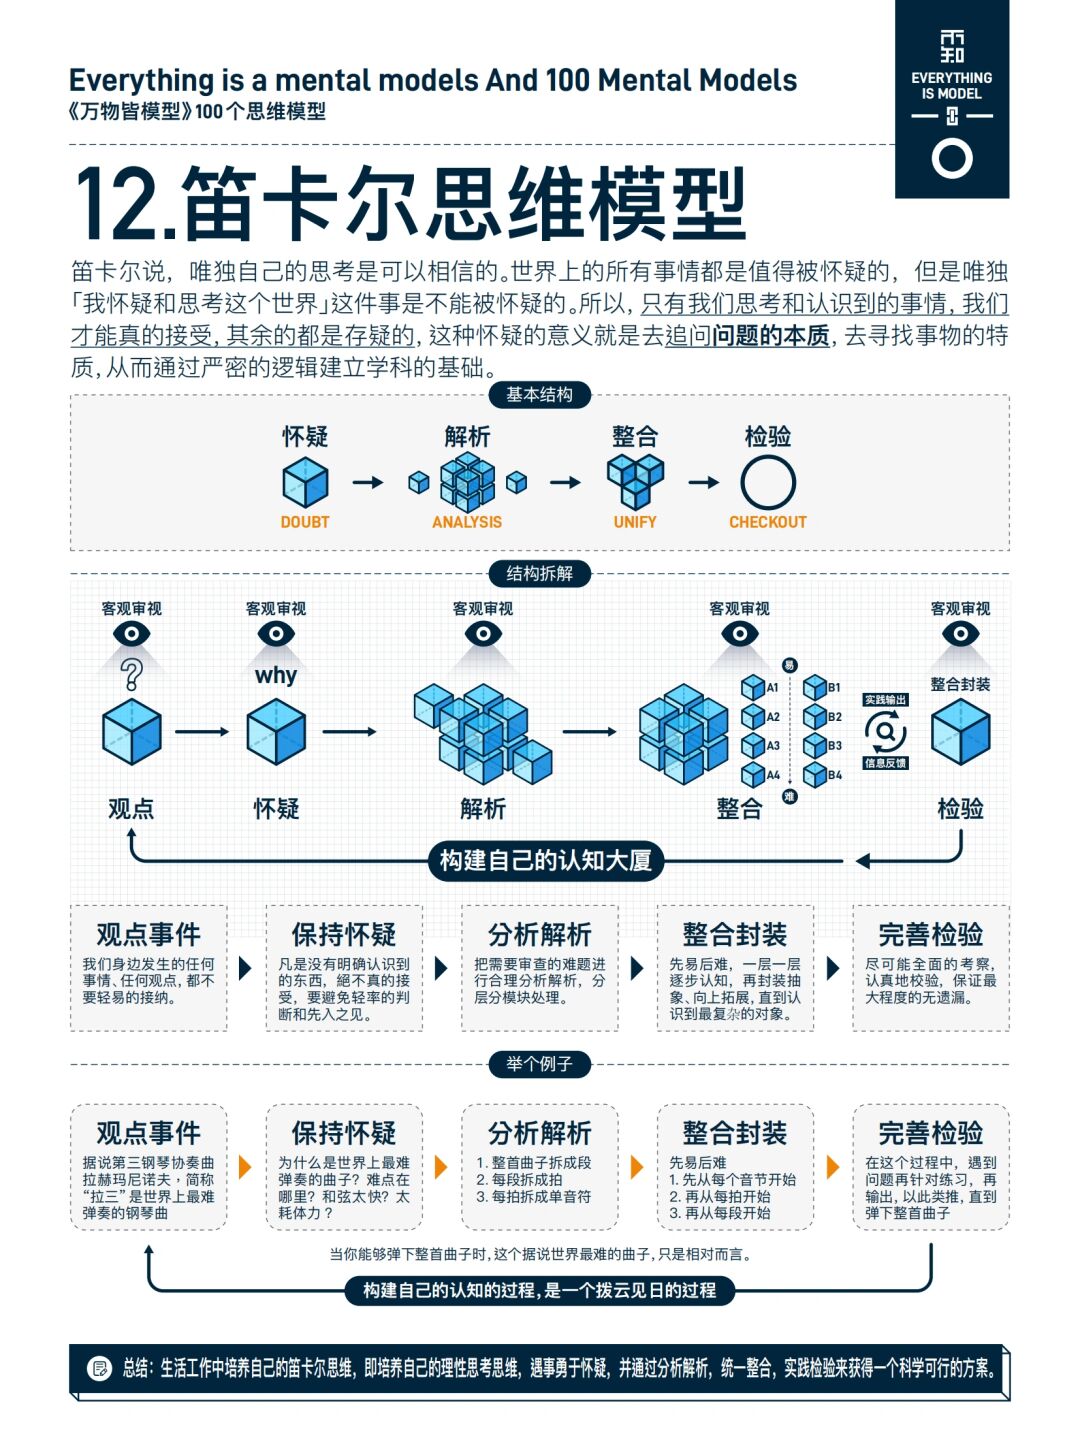 雨知
EVERYTHING
IS MODEL
Everything is a mental models And 100 Mental Models
《万物皆模型》100个思维模型
12.笛卡尔思维模型
笛卡尔说，唯独自己的思考是可以相信的。世界上的所有事情都是值得被怀疑的，但是唯独
「我怀疑和思考这个世界」这件事是不能被怀疑的。所以，只有我们思考和认识到的事情，我们
才能真的接受，其余的都是存疑的，这种怀疑的意义就是去追问问题的本质，去寻找事物的特
质，从而通过严密的逻辑建立学科的基础。
基本结构
怀疑 解析 整合 检验
DOUBT ANALYSIS UNIFY CHECKOUT
结构拆解
客观审视 客观审视 客观审视 客观审视 客观审视
? why
易
整合封装
A1 B1
实践输出
A2 B2
A3 B3
信息反馈
A4 B4
难
观点 怀疑 解析 整合 检验
构建自己的认知大厦
观点事件
我们身边发生的任何
事情、任何观点，都不
要轻易的接纳。
保持怀疑
凡是没有明确认识到
的东西，絕不真的接
受，要避免轻率的判
断和先入之见。
分析解析
把需要审查的难题进
行合理分析解析，分
层分模块处理。
整合封装
先易后难，一层一层
逐步认知，再封装抽
象、向上拓展，直到认
识到最复杂的对象。
完善检验
尽可能全面的考察，
认真地校验，保证最
大程度的无遗漏。
举个例子
观点事件
据说第三钢琴协奏曲
拉赫玛尼诺夫，简称
“拉三”是世界上最难
弹奏的钢琴曲
保持怀疑
为什么是世界上最难
弹奏的曲子？难点在
哪里？和弦太快？太
耗体力？
分析解析
1. 整首曲子拆成段
2. 每段拆成拍
3. 每拍拆成单音符
整合封装
先易后难
1. 先从每个音节开始
2. 再从每拍开始
3. 再从每段开始
完善检验
在这个过程中，遇到
问题再针对练习，再
输出，以此类推，直到
弹下整首曲子
当你能够弹下整首曲子时，这个据说世界最难的曲子，只是相对而言。
构建自己的认知的过程，是一个拨云见日的过程
总结：生活工作中培养自己的笛卡尔思维，即培养自己的理性思考思维，遇事勇于怀疑，并通过分析解析，统一整合，实践检验来获得一个科学可行的方案。